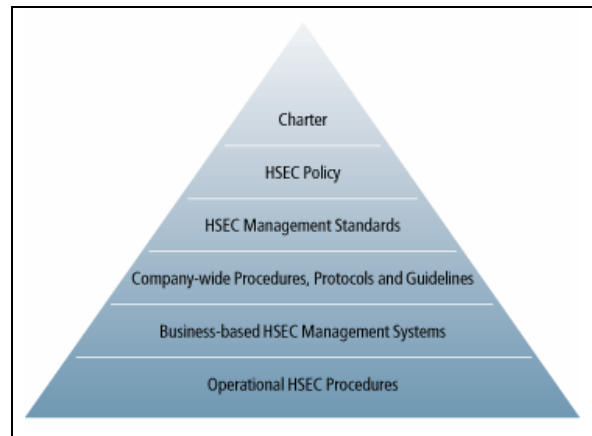 Charter
HSEC Policy
HSEC Management Standards
Company-wide Procedures, Protocols and Guidelines
Business-based HSEC Management Systems
Operational HSEC Procedures